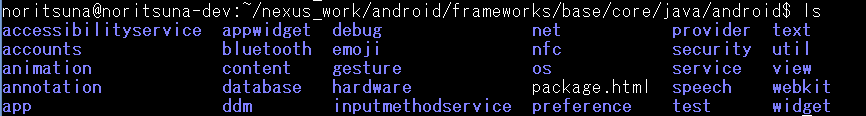 noritsuna@noritsuna-dev:~/nexus_work/android/frameworks/base/core/java/android$ ls
accessibilityservice appwidget debug net provider text
accounts bluetooth emoji nfc security util
animation content gesture os service view
annotation database hardware package.html speech webkit
app ddm inputmethodservice preference test widget